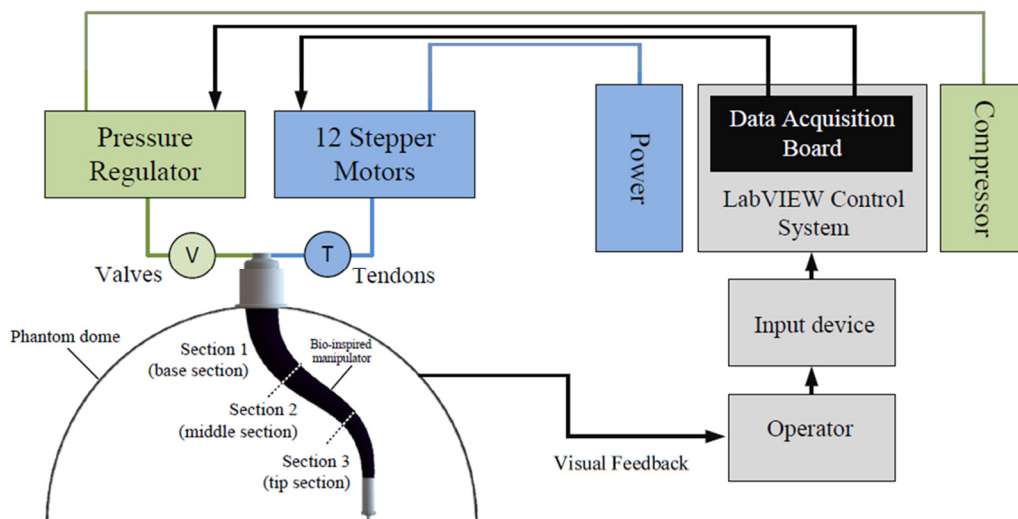 Pressure
Regulator
12 Stepper
Motors
Power
Data Acquisition
Board
LabVIEW Control
System
Compressor
V
T
Valves
Tendons
Phantom dome
Section 1
(base section)
Bio-inspired
manipulator
Section 2
(middle section)
Section 3
(tip section)
Input device
Operator
Visual Feedback